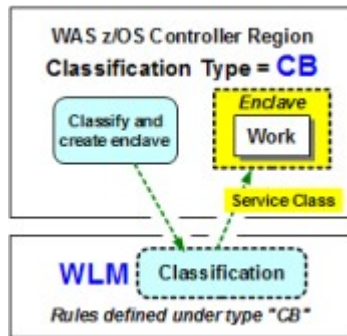 WAS z/OS Controller Region
Classification Type = CB
Classify and
create enclave
Enclave
Work
Service Class
WLM
Classification
Rules defined under type "CB"